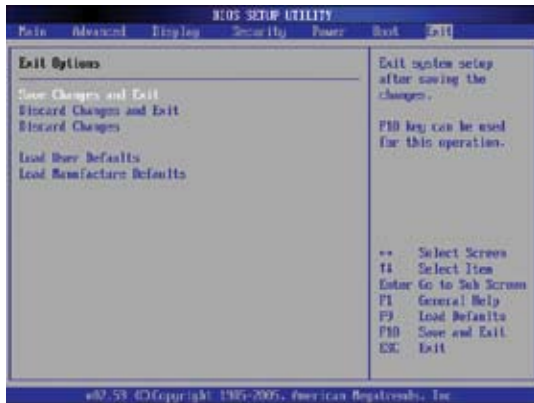 BIOS SETUP UTILITY
Main Advanced Display Security Power Boot Exit
Exit Options
Save Changes and Exit
Discard Changes and Exit
Discard Changes
Load User Defaults
Load Manufacture Defaults
Exit system setup
after saving the
changes.
F10 key can be used
for this operation.
↔ Select Screen
↑↓ Select Item
Enter Go to Sub Screen
F1 General Help
F9 Load Defaults
F10 Save and Exit
ESC Exit
v02.59 (C)Copyright 1985-2005, American Megatrends, Inc